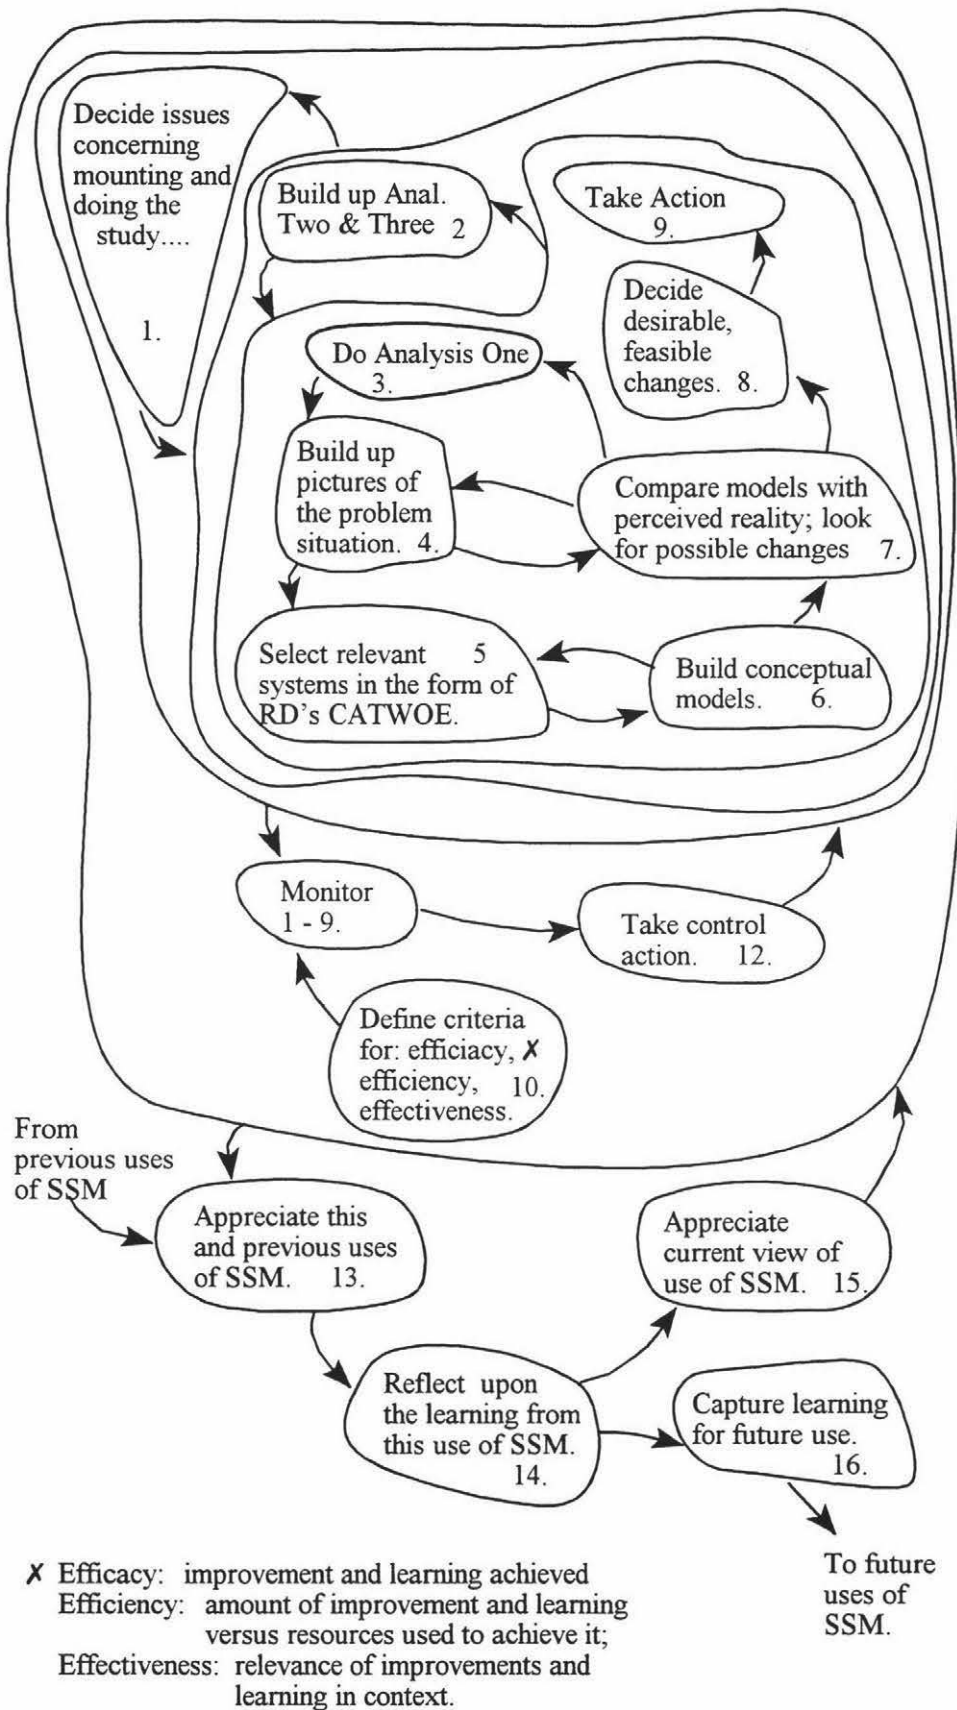 Decide issues
concerning
mounting and
doing the
study....
1.
Build up Anal.
Two & Three 2
Take Action
9.
Decide
desirable,
feasible
changes. 8.
Do Analysis One
3.
Build up
pictures of
the problem
situation. 4.
Compare models with
perceived reality; look
for possible changes 7.
Select relevant 5
systems in the form of
RD's CATWOE.
Build conceptual
models. 6.
Monitor
1 - 9.
Take control
action. 12.
Define criteria
for: efficiacy, ✗
efficiency, 10.
effectiveness.
From
previous uses
of SSM
Appreciate this
and previous uses
of SSM. 13.
Appreciate
current view of
use of SSM. 15.
Reflect upon
the learning from
this use of SSM.
14.
Capture learning
for future use.
16.
To future
uses of
SSM.
✗ Efficacy: improvement and learning achieved
Efficiency: amount of improvement and learning
versus resources used to achieve it;
Effectiveness: relevance of improvements and
learning in context.